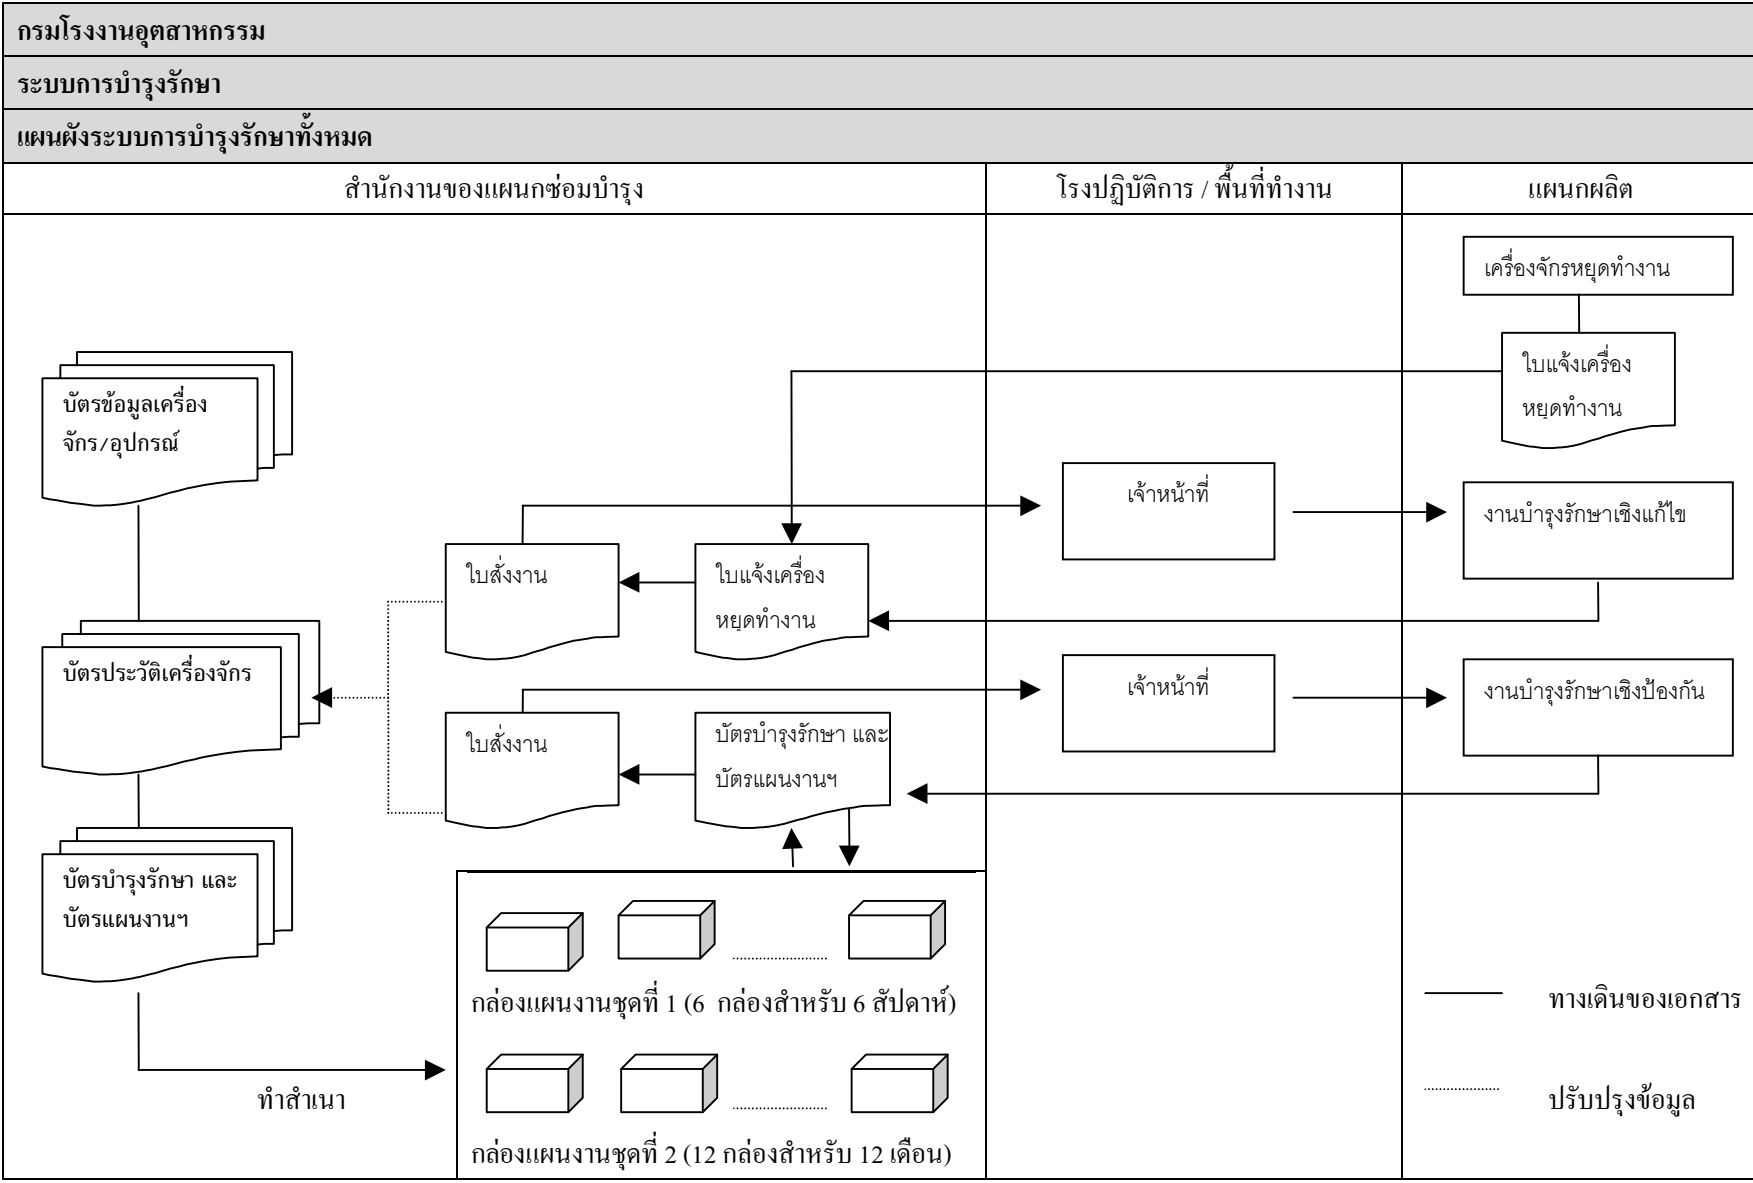 กรมโรงงานอุตสาหกรรม
ระบบการบำรุงรักษา
แผนผังระบบการบำรุงรักษาทั้งหมด
สำนักงานของแผนกซ่อมบำรุง
โรงปฏิบัติการ / พื้นที่ทำงาน
แผนกผลิต
เครื่องจักรหยุดทำงาน
ใบแจ้งเครื่อง
หยุดทำงาน
บัตรข้อมูลเครื่อง
จักร/อุปกรณ์
เจ้าหน้าที่
งานบำรุงรักษาเชิงแก้ไข
ใบสั่งงาน
ใบแจ้งเครื่อง
หยุดทำงาน
บัตรประวัติเครื่องจักร
เจ้าหน้าที่
งานบำรุงรักษาเชิงป้องกัน
ใบสั่งงาน
บัตรบำรุงรักษา และ
บัตรแผนงานฯ
บัตรบำรุงรักษา และ
บัตรแผนงานฯ
กล่องแผนงานชุดที่ 1 (6 กล่องสำหรับ 6 สัปดาห์)
ทางเดินของเอกสาร
ทำสำเนา
ปรับปรุงข้อมูล
กล่องแผนงานชุดที่ 2 (12 กล่องสำหรับ 12 เดือน)